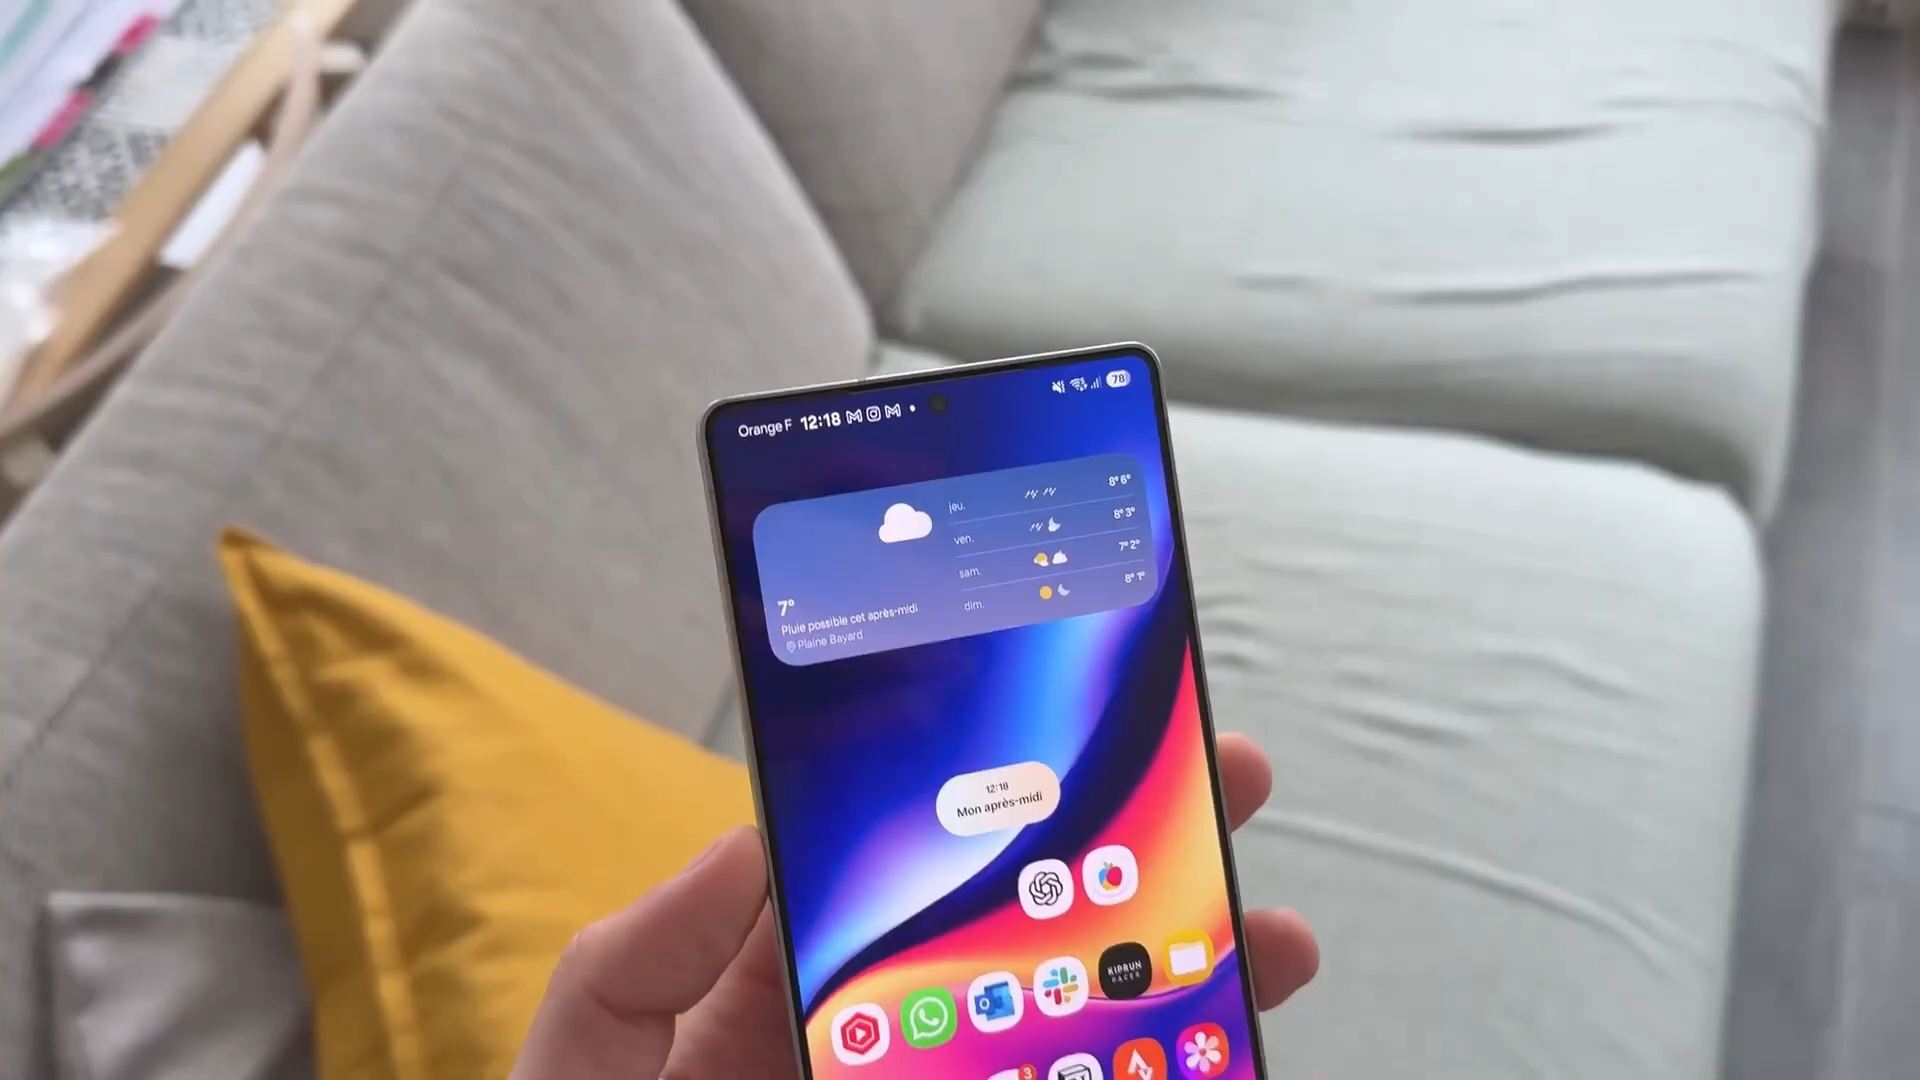 Orange F 12:18
78
7°
Pluie possible cet après-midi
Plaine Bayard
jeu. 8° 6°
ven. 8° 3°
sam. 7° 2°
dim. 8° 1°
12:18
Mon après-midi
KIPRUN
PACER
3